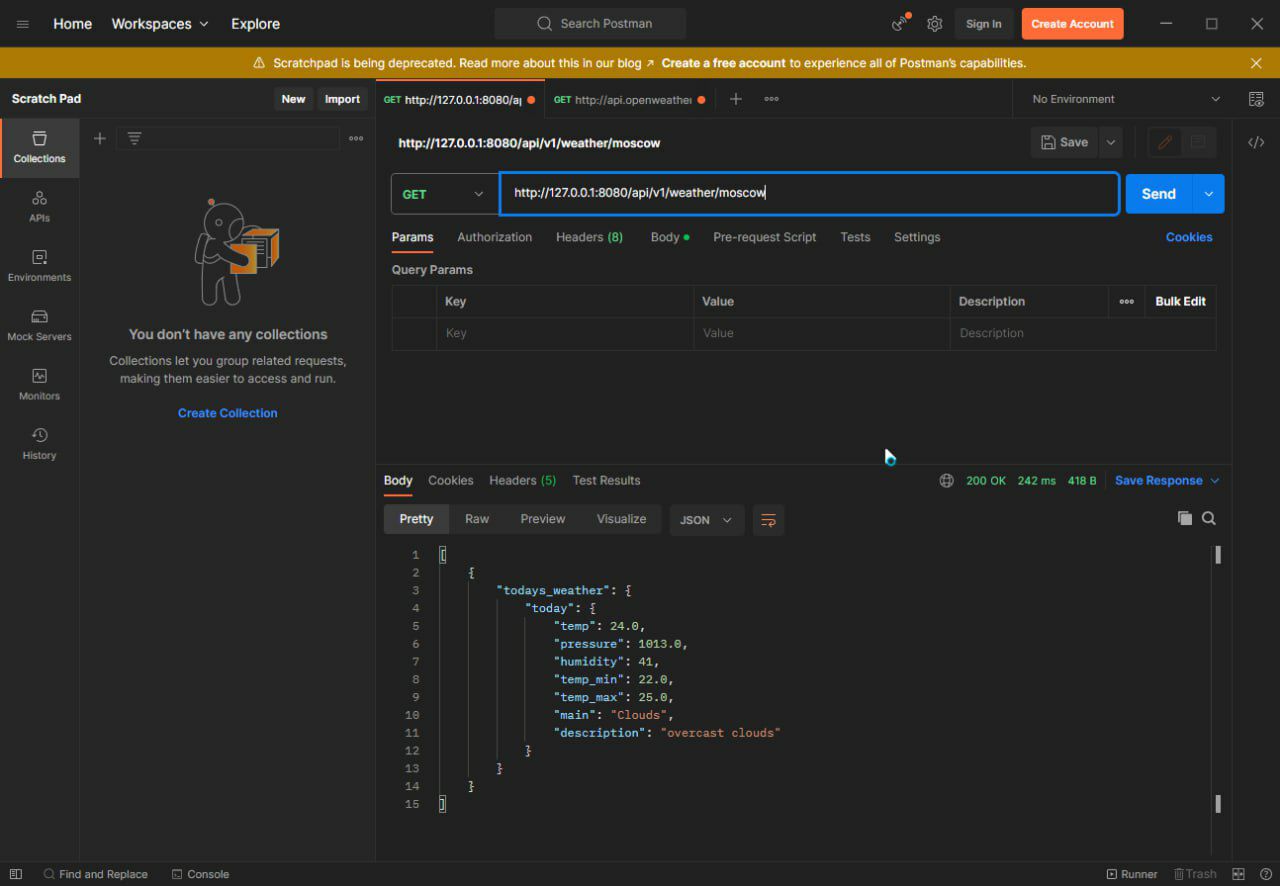 Home Workspaces Explore Search Postman Sign In Create Account
Scratchpad is being deprecated. Read more about this in our blog ↗ Create a free account to experience all of Postman's capabilities.
Scratch Pad New Import
GET http://127.0.0.1:8080/ap GET http://api.openweather No Environment
Collections
APIs
Environments
Mock Servers
Monitors
History
You don't have any collections
Collections let you group related requests,
making them easier to access and run.
Create Collection
http://127.0.0.1:8080/api/v1/weather/moscow Save
GET http://127.0.0.1:8080/api/v1/weather/moscow Send
Params Authorization Headers (8) Body Pre-request Script Tests Settings Cookies
Query Params
Key Value Description Bulk Edit
Key Value Description
Body Cookies Headers (5) Test Results 200 OK 242 ms 418 B Save Response
Pretty Raw Preview Visualize JSON
1 [
2 {
3 "todays_weather": {
4 "today": {
5 "temp": 24.0,
6 "pressure": 1013.0,
7 "humidity": 41,
8 "temp_min": 22.0,
9 "temp_max": 25.0,
10 "main": "Clouds",
11 "description": "overcast clouds"
12 }
13 }
14 }
15 ]
Find and Replace Console Runner Trash